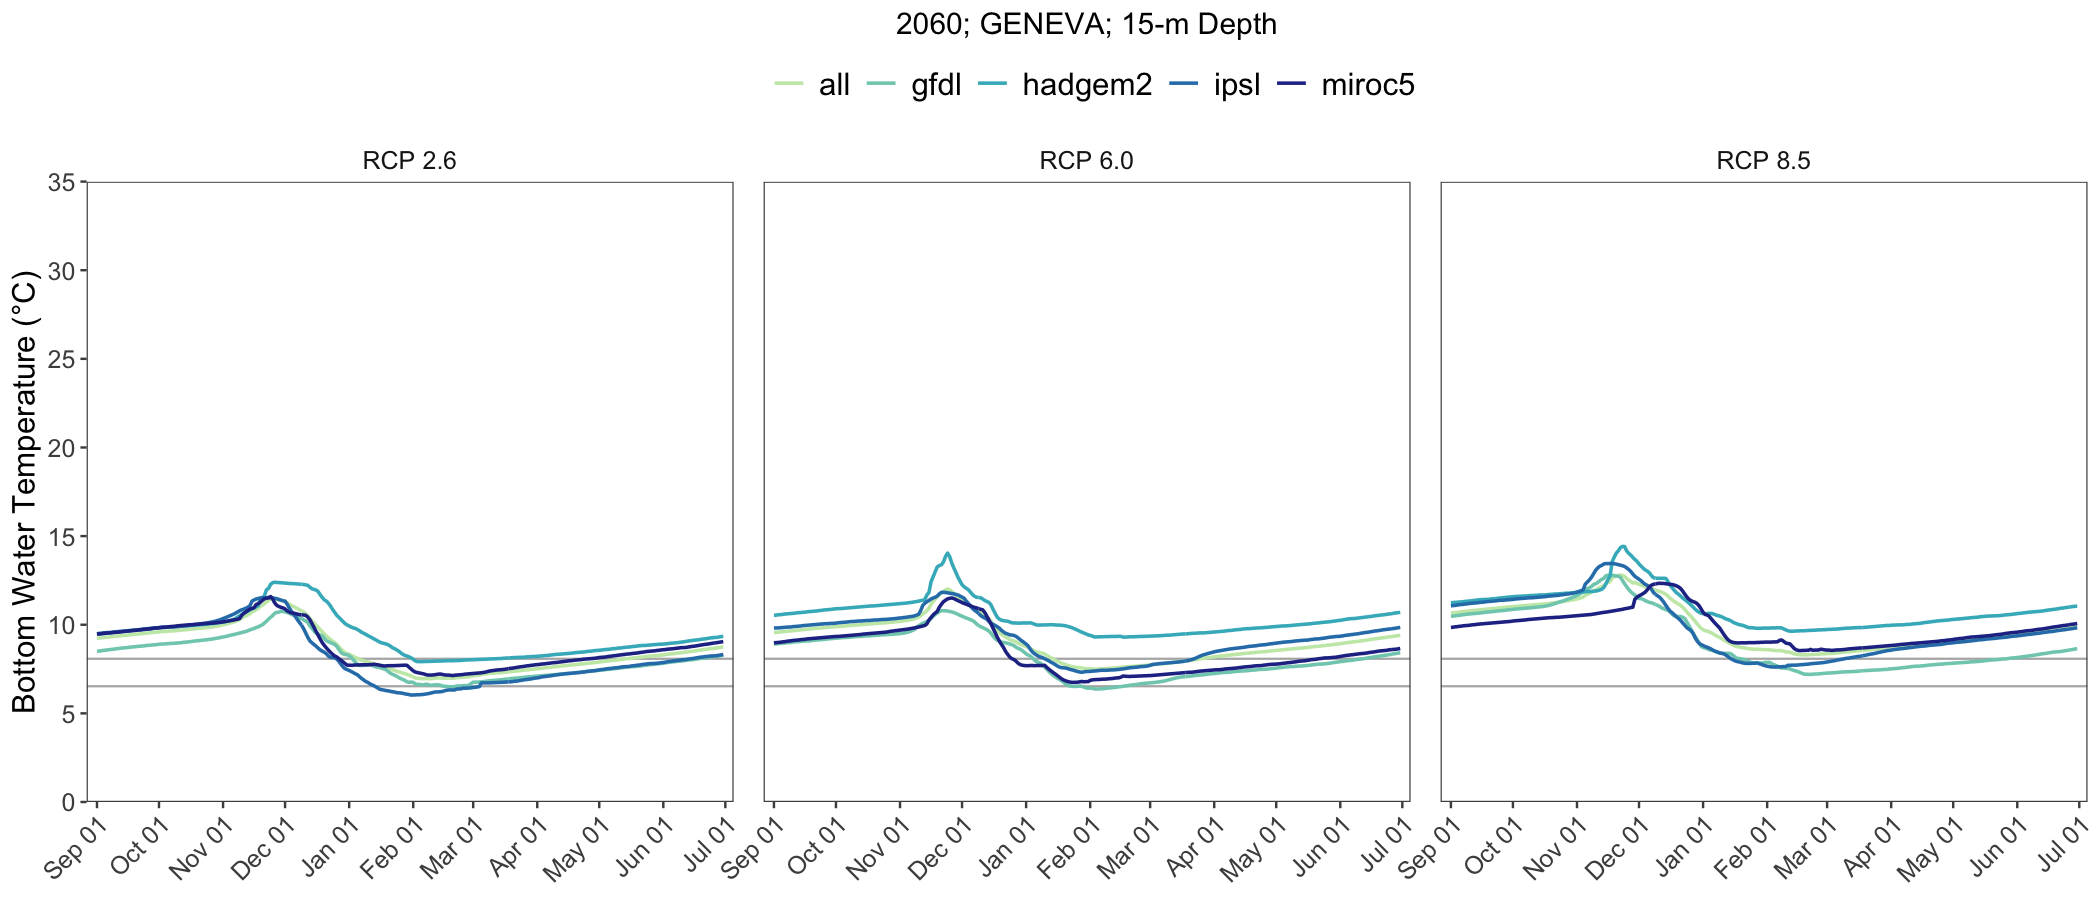 2060; GENEVA; 15-m Depth
all gfdl hadgem2 ipsl miroc5
RCP 2.6 RCP 6.0 RCP 8.5
Bottom Water Temperature (°C)
35
30
25
20
15
10
5
0
Sep 01 Oct 01 Nov 01 Dec 01 Jan 01 Feb 01 Mar 01 Apr 01 May 01 Jun 01 Jul 01
Sep 01 Oct 01 Nov 01 Dec 01 Jan 01 Feb 01 Mar 01 Apr 01 May 01 Jun 01 Jul 01
Sep 01 Oct 01 Nov 01 Dec 01 Jan 01 Feb 01 Mar 01 Apr 01 May 01 Jun 01 Jul 01